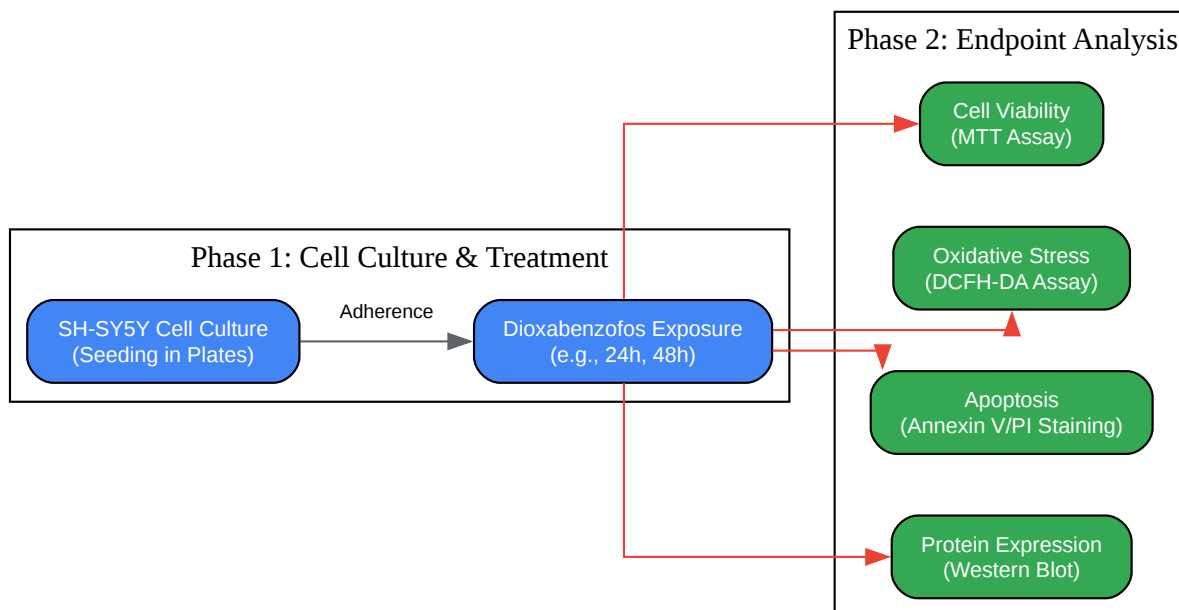 Phase 1: Cell Culture & Treatment
SH-SY5Y Cell Culture
(Seeding in Plates)
Adherence
Dioxabenzofos Exposure
(e.g., 24h, 48h)
Phase 2: Endpoint Analysis
Cell Viability
(MTT Assay)
Oxidative Stress
(DCFH-DA Assay)
Apoptosis
(Annexin V/PI Staining)
Protein Expression
(Western Blot)